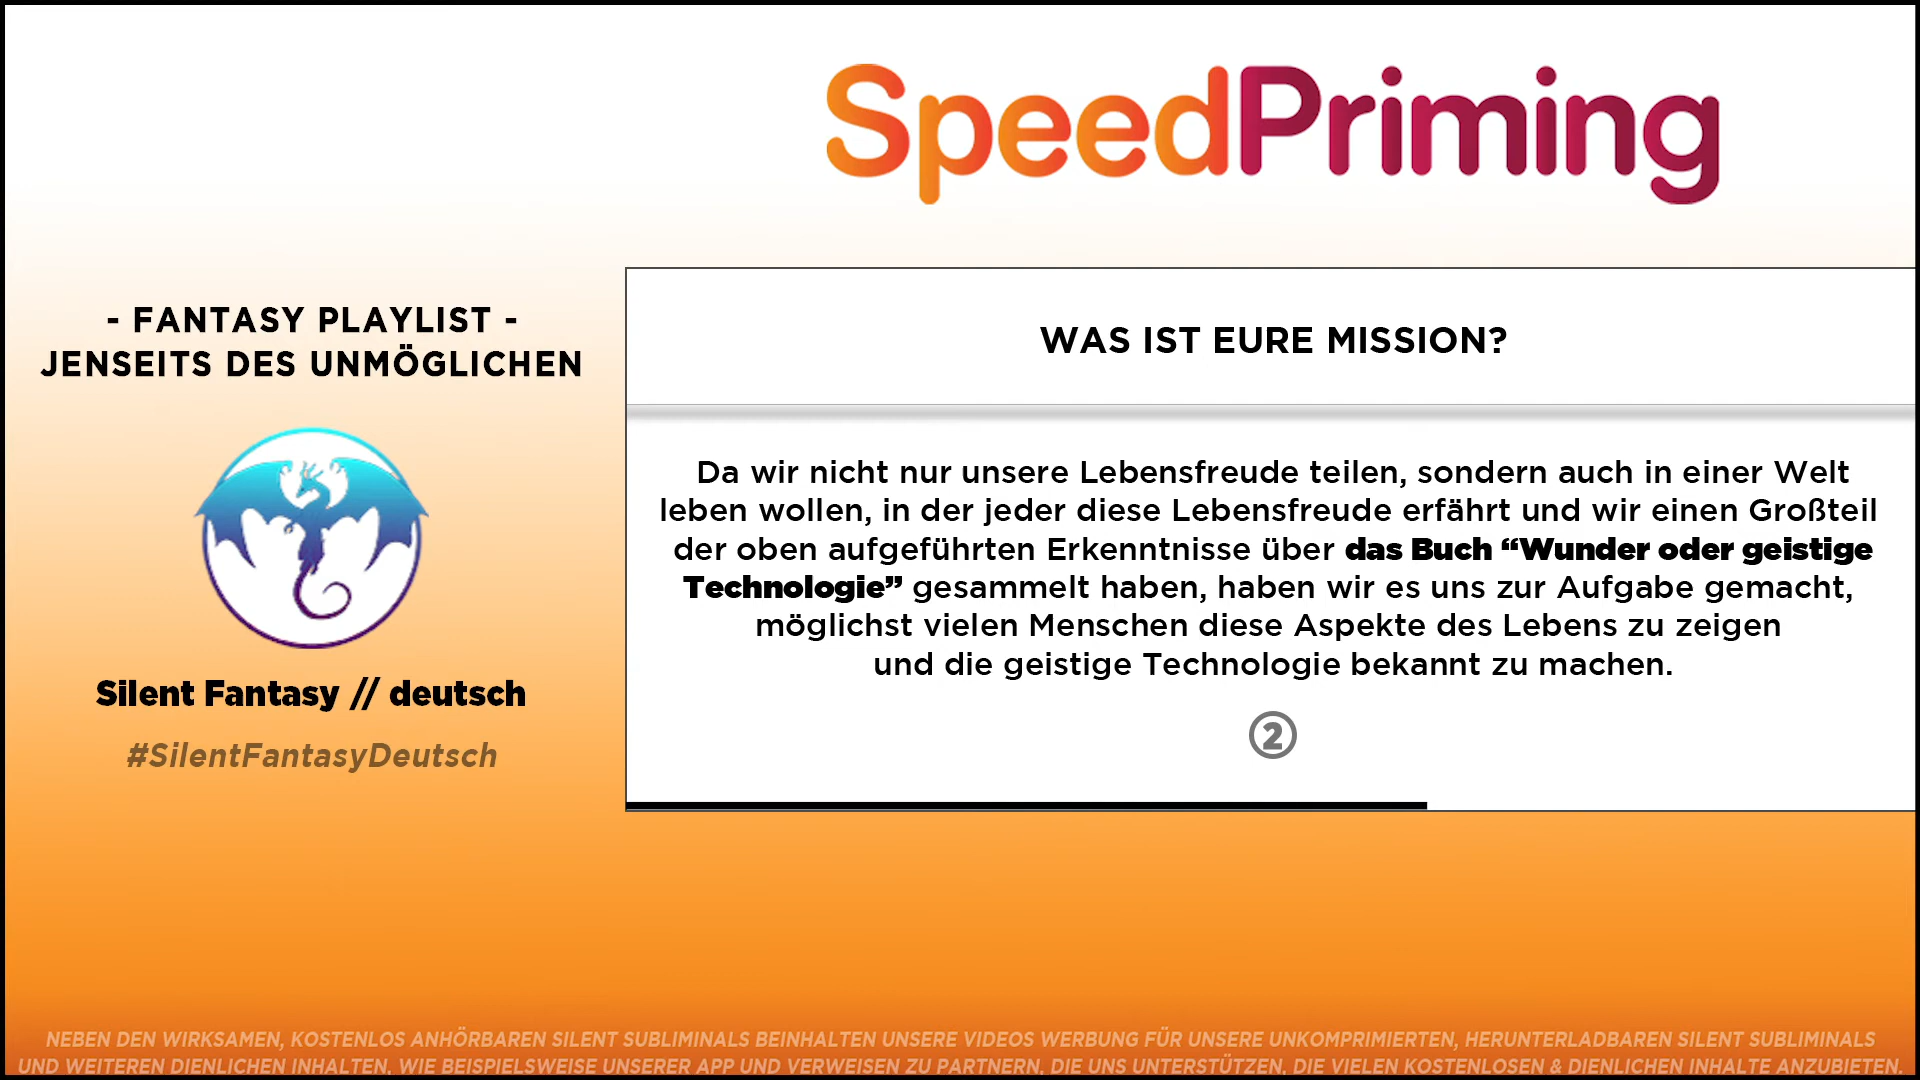 SpeedPriming
- FANTASY PLAYLIST -
JENSEITS DES UNMÖGLICHEN
Silent Fantasy // deutsch
#SilentFantasyDeutsch
WAS IST EURE MISSION?
Da wir nicht nur unsere Lebensfreude teilen, sondern auch in einer Welt
leben wollen, in der jeder diese Lebensfreude erfährt und wir einen Großteil
der oben aufgeführten Erkenntnisse über das Buch “Wunder oder geistige
Technologie” gesammelt haben, haben wir es uns zur Aufgabe gemacht,
möglichst vielen Menschen diese Aspekte des Lebens zu zeigen
und die geistige Technologie bekannt zu machen.
2
NEBEN DEN WIRKSAMEN, KOSTENLOS ANHÖRBAREN SILENT SUBLIMINALS BEINHALTEN UNSERE VIDEOS WERBUNG FÜR UNSERE UNKOMPRIMIERTEN, HERUNTERLADBAREN SILENT SUBLIMINALS
UND WEITEREN DIENLICHEN INHALTEN, WIE BEISPIELSWEISE UNSERER APP UND VERWEISEN ZU PARTNERN, DIE UNS UNTERSTÜTZEN, DIE VIELEN KOSTENLOSEN & DIENLICHEN INHALTE ANZUBIETEN.